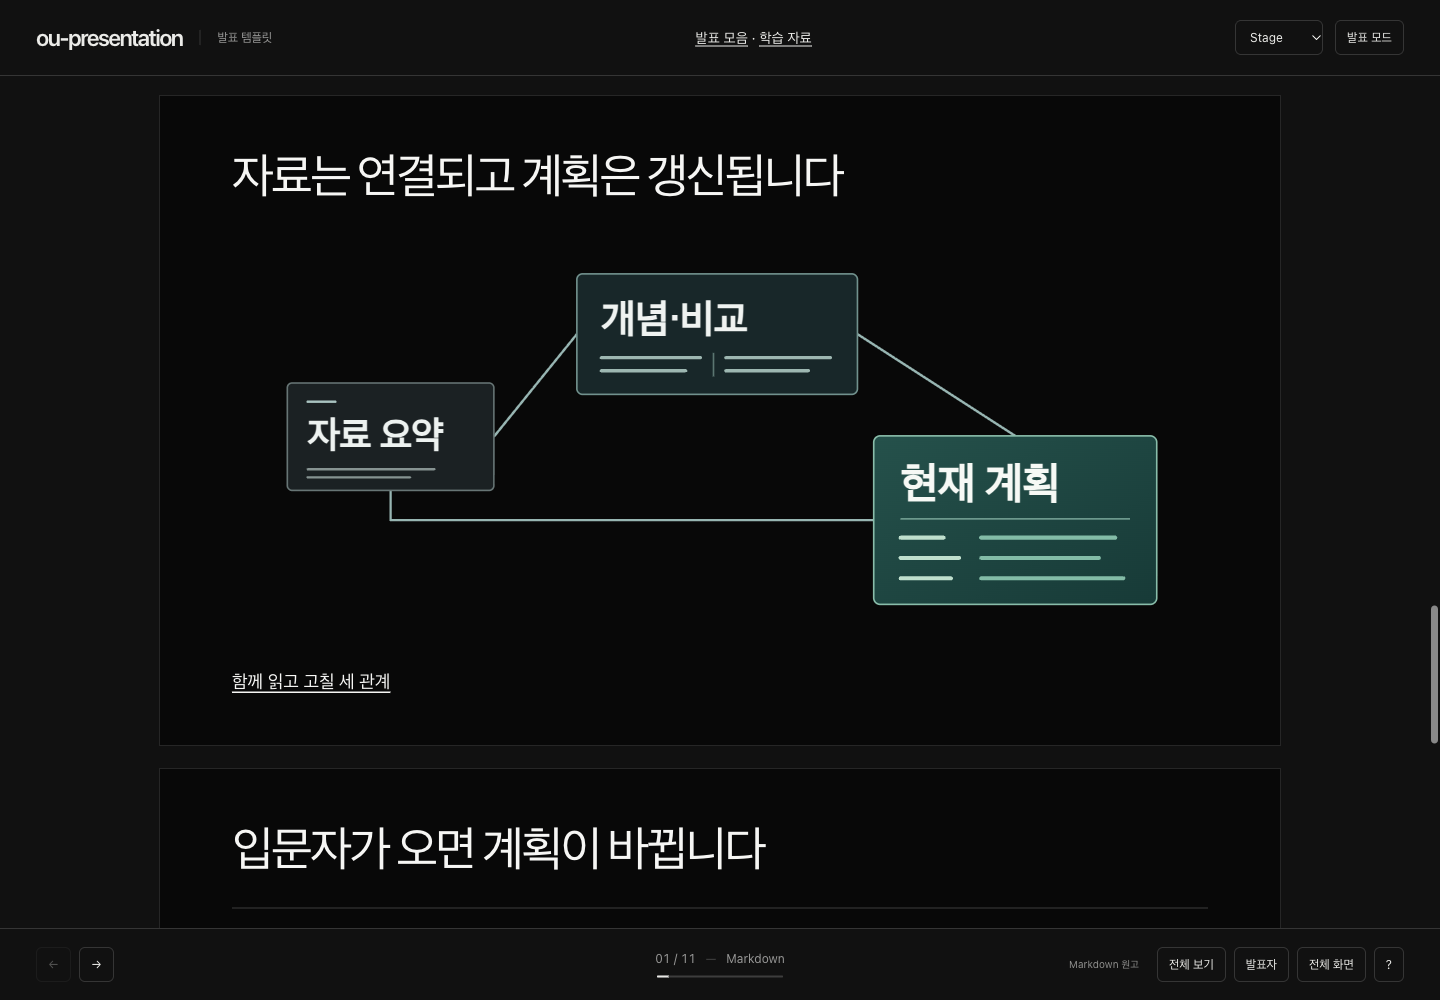 ou-presentation
발표 템플릿
발표 모음 · 학습 자료
Stage
발표 모드
자료는 연결되고 계획은 갱신됩니다
개념·비교
자료 요약
현재 계획
함께 읽고 고칠 세 관계
입문자가 오면 계획이 바뀝니다
← →
01 / 11 — Markdown
Markdown 원고
전체 보기
발표자
전체 화면
?